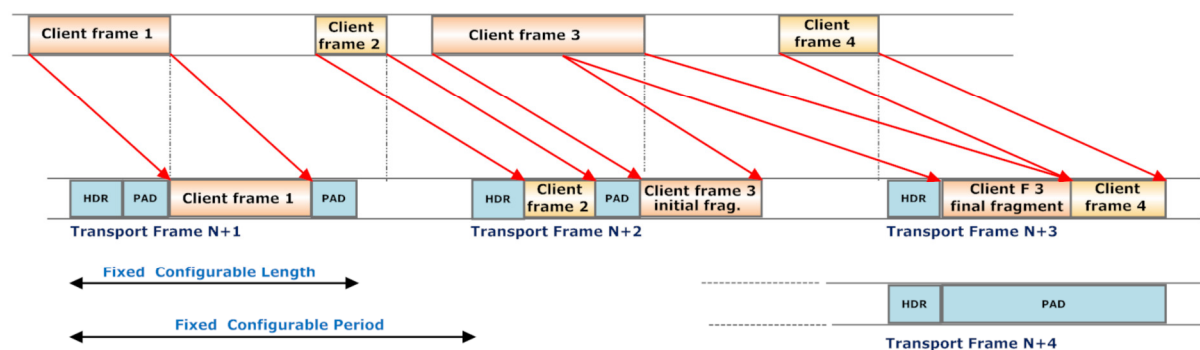 Client frame 1
Client
frame 2
Client frame 3
Client
frame 4
HDR
PAD
Client frame 1
PAD
HDR
Client
frame 2
PAD
Client frame 3
initial frag.
HDR
Client F 3
final fragment
Client
frame 4
Transport Frame N+1
Transport Frame N+2
Transport Frame N+3
Fixed Configurable Length
HDR
PAD
Fixed Configurable Period
Transport Frame N+4